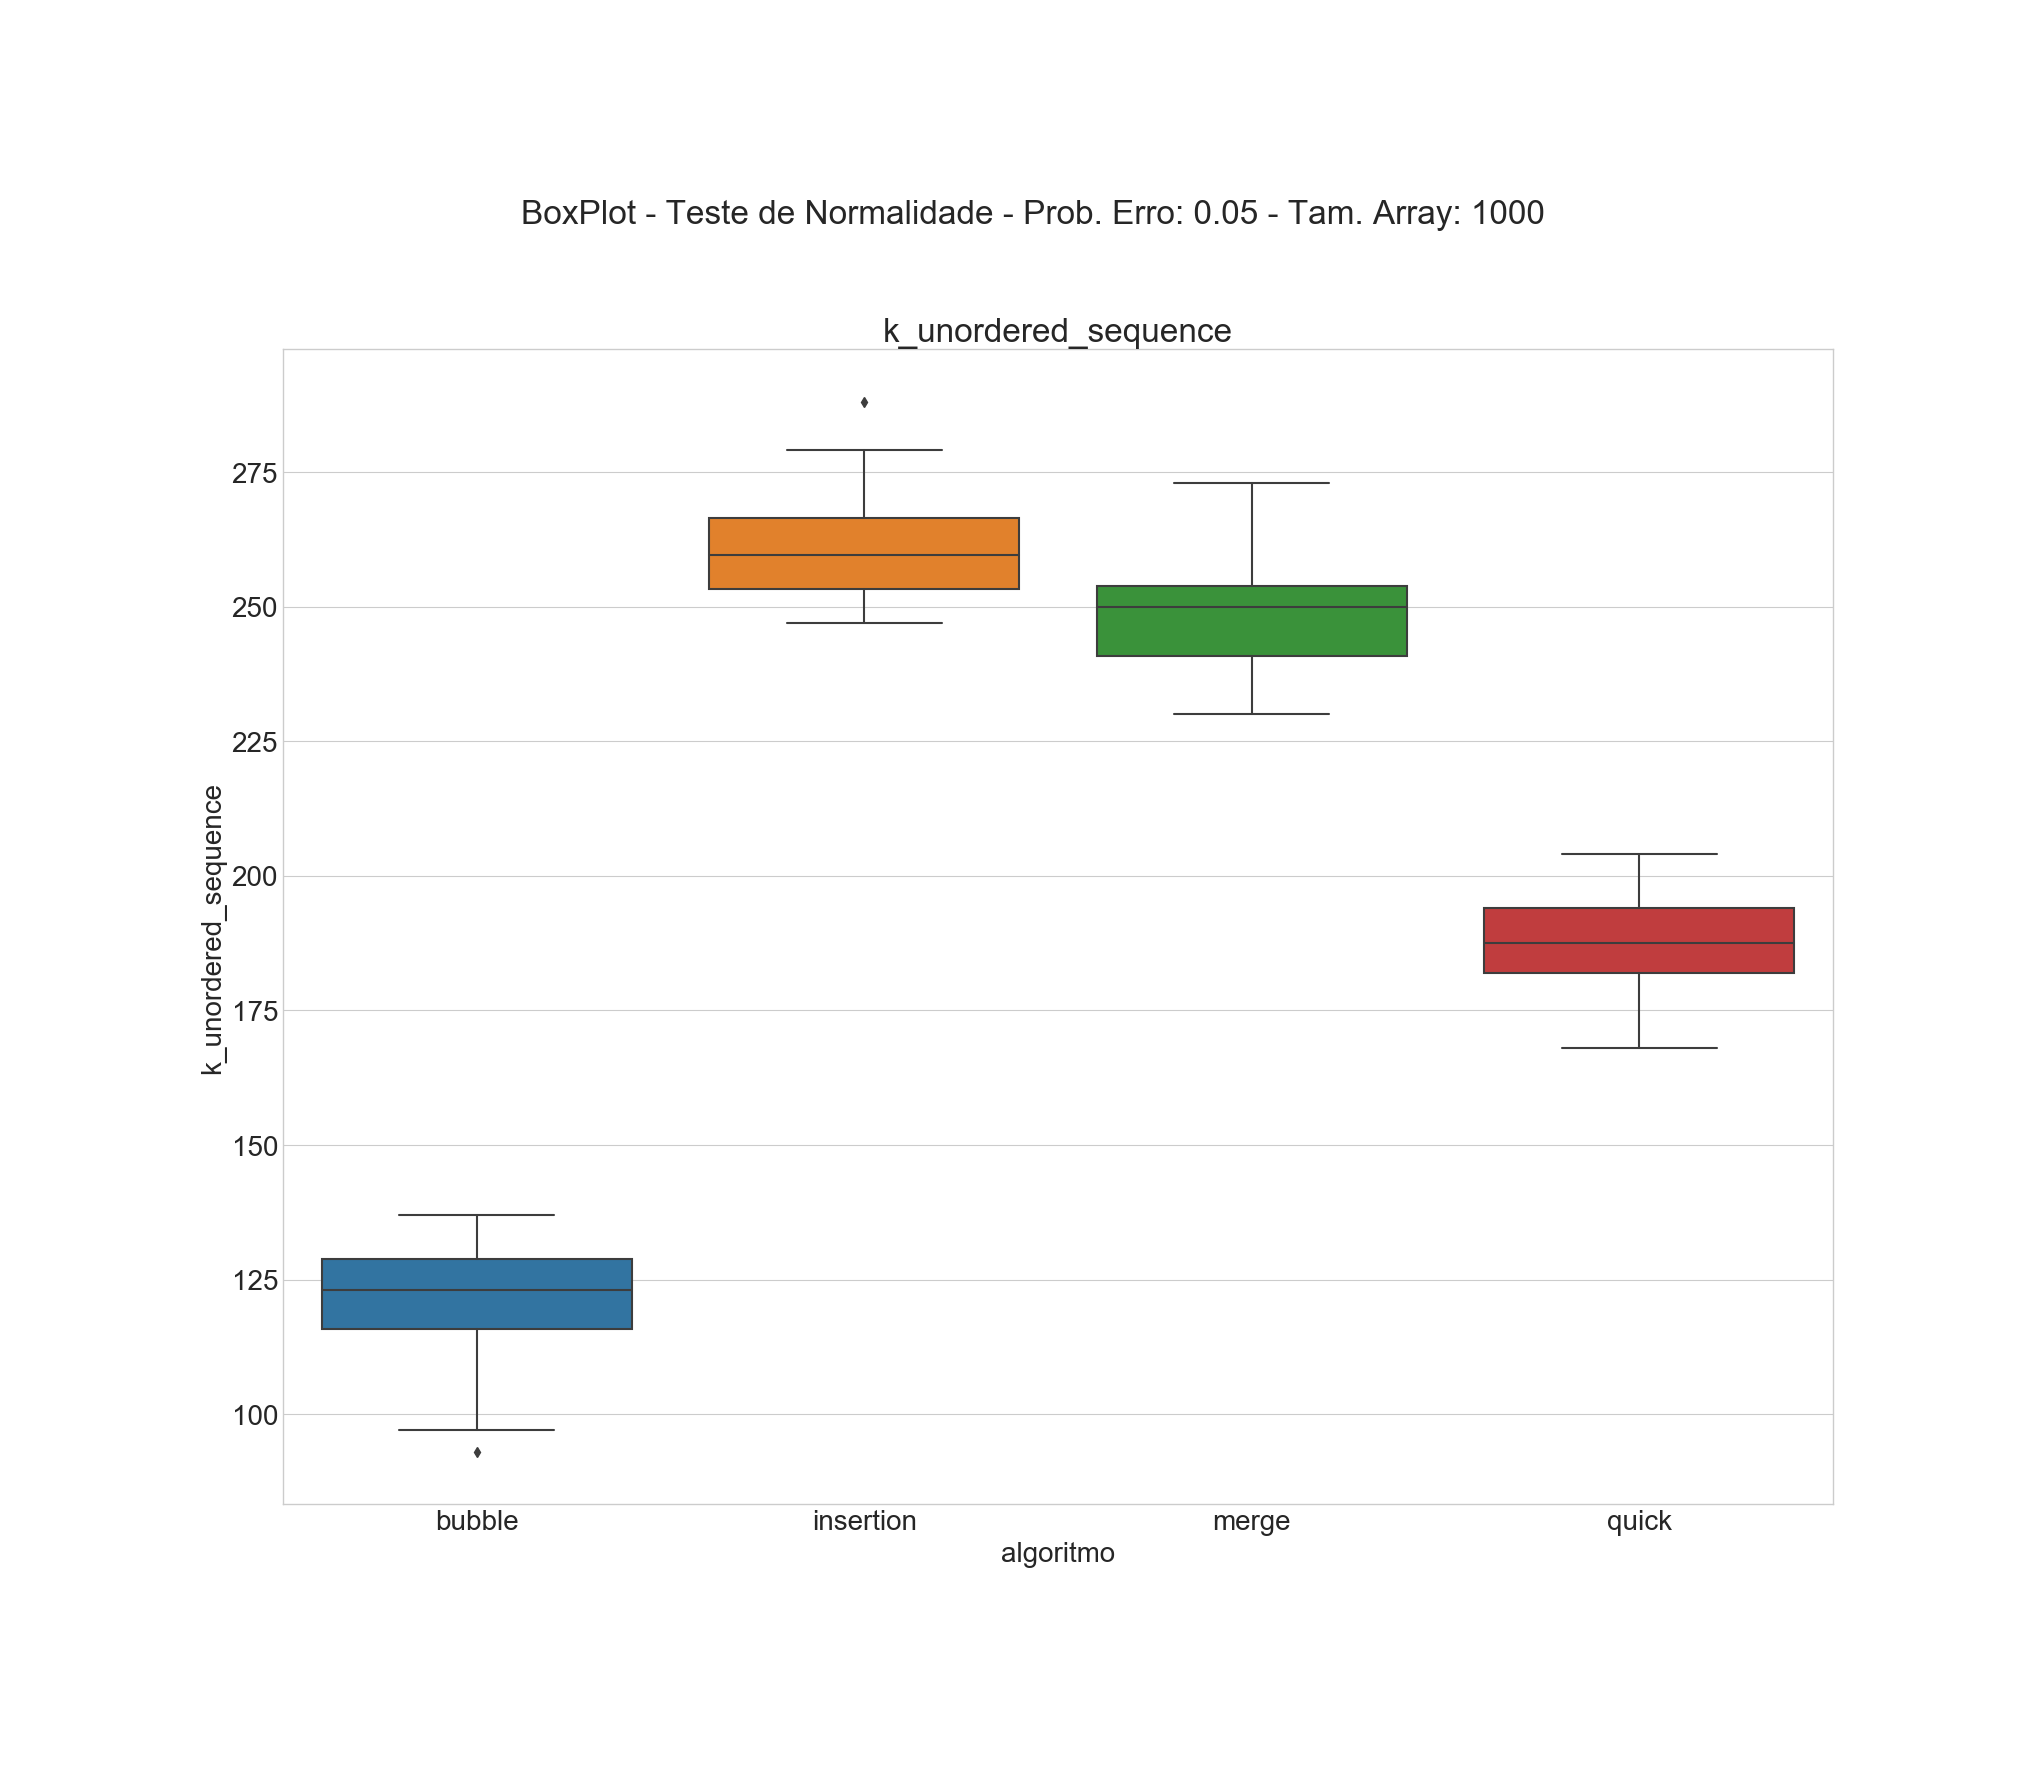 BoxPlot - Teste de Normalidade - Prob. Erro: 0.05 - Tam. Array: 1000
k_unordered_sequence
275
250
225
200
175
150
125
100
k_unordered_sequence
bubble insertion merge quick
algoritmo